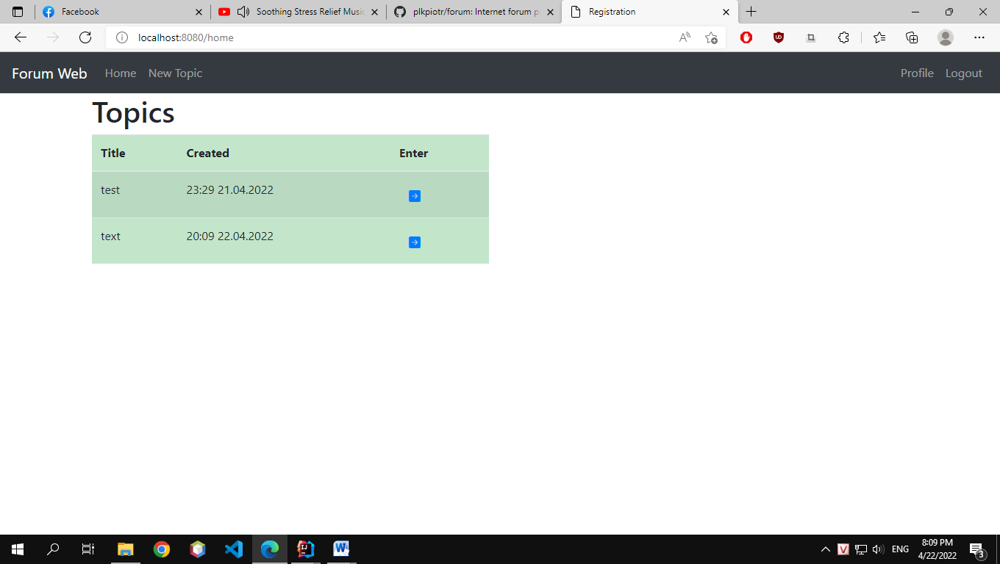 Facebook
Soothing Stress Relief Music
plkpiotr/forum: Internet forum p
Registration
localhost:8080/home
Forum Web Home New Topic Profile Logout
Topics
Title Created Enter
test 23:29 21.04.2022
text 20:09 22.04.2022
ENG
8:09 PM
4/22/2022
3